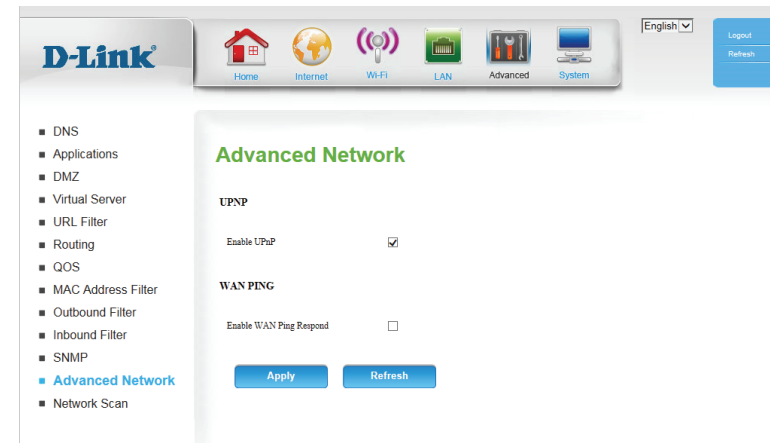 D-Link®
Home Internet Wi-Fi LAN Advanced System
English
Logout
Refresh
DNS
Applications
DMZ
Virtual Server
URL Filter
Routing
QOS
MAC Address Filter
Outbound Filter
Inbound Filter
SNMP
Advanced Network
Network Scan
Advanced Network
UPNP
Enable UPnP
WAN PING
Enable WAN Ping Respond
Apply Refresh